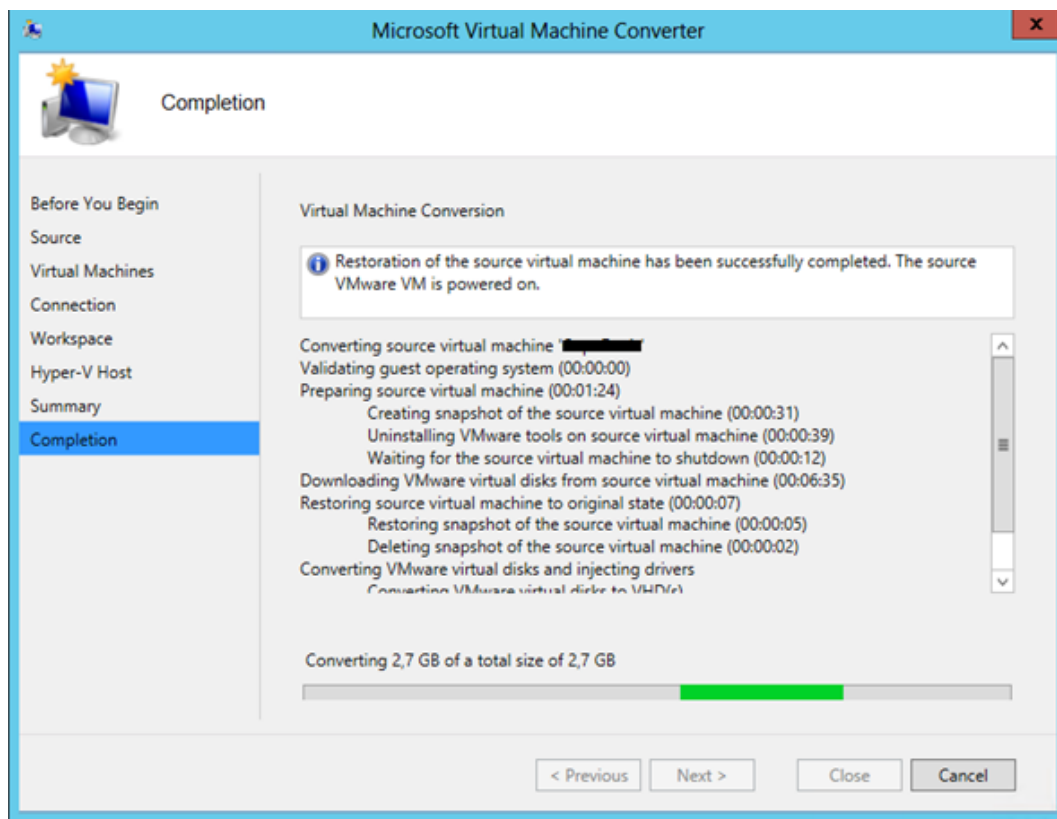 Microsoft Virtual Machine Converter
Completion
Before You Begin
Source
Virtual Machines
Connection
Workspace
Hyper-V Host
Summary
Completion
Virtual Machine Conversion
Restoration of the source virtual machine has been successfully completed. The source
VMware VM is powered on.
Converting source virtual machine '
Validating guest operating system (00:00:00)
Preparing source virtual machine (00:01:24)
Creating snapshot of the source virtual machine (00:00:31)
Uninstalling VMware tools on source virtual machine (00:00:39)
Waiting for the source virtual machine to shutdown (00:00:12)
Downloading VMware virtual disks from source virtual machine (00:06:35)
Restoring source virtual machine to original state (00:00:07)
Restoring snapshot of the source virtual machine (00:00:05)
Deleting snapshot of the source virtual machine (00:00:02)
Converting VMware virtual disks and injecting drivers
Converting VMware virtual disks to VHD(s)
Converting 2,7 GB of a total size of 2,7 GB
< Previous
Next >
Close
Cancel